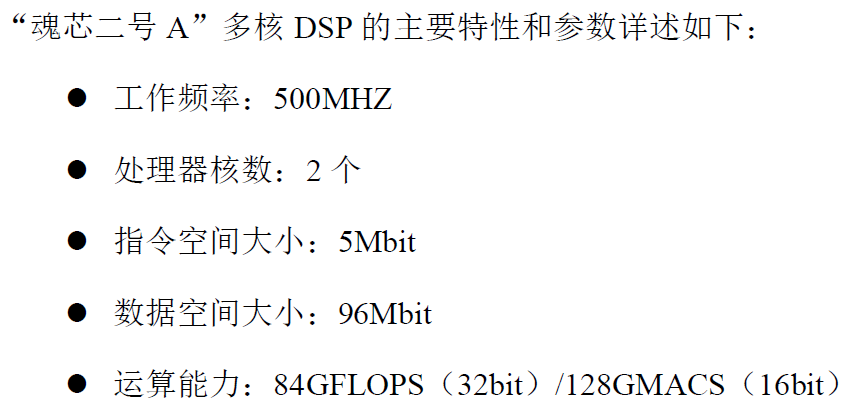 “魂芯二号 A”多核 DSP 的主要特性和参数详述如下：
● 工作频率：500MHZ
● 处理器核数：2 个
● 指令空间大小：5Mbit
● 数据空间大小：96Mbit
● 运算能力：84GFLOPS（32bit）/128GMACS（16bit）